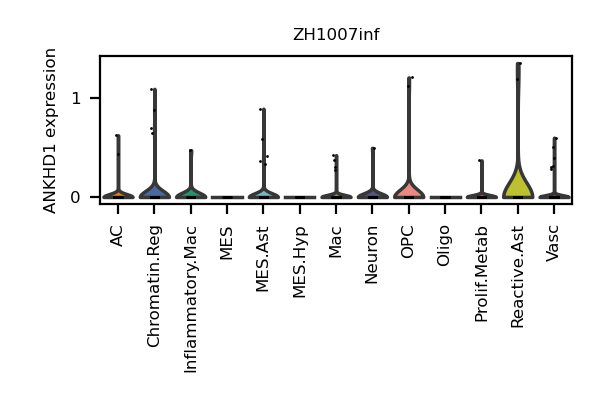 ZH1007inf
ANKHD1 expression
1
0
AC
Chromatin.Reg
Inflammatory.Mac
MES
MES.Ast
MES.Hyp
Mac
Neuron
OPC
Oligo
Prolif.Metab
Reactive.Ast
Vasc